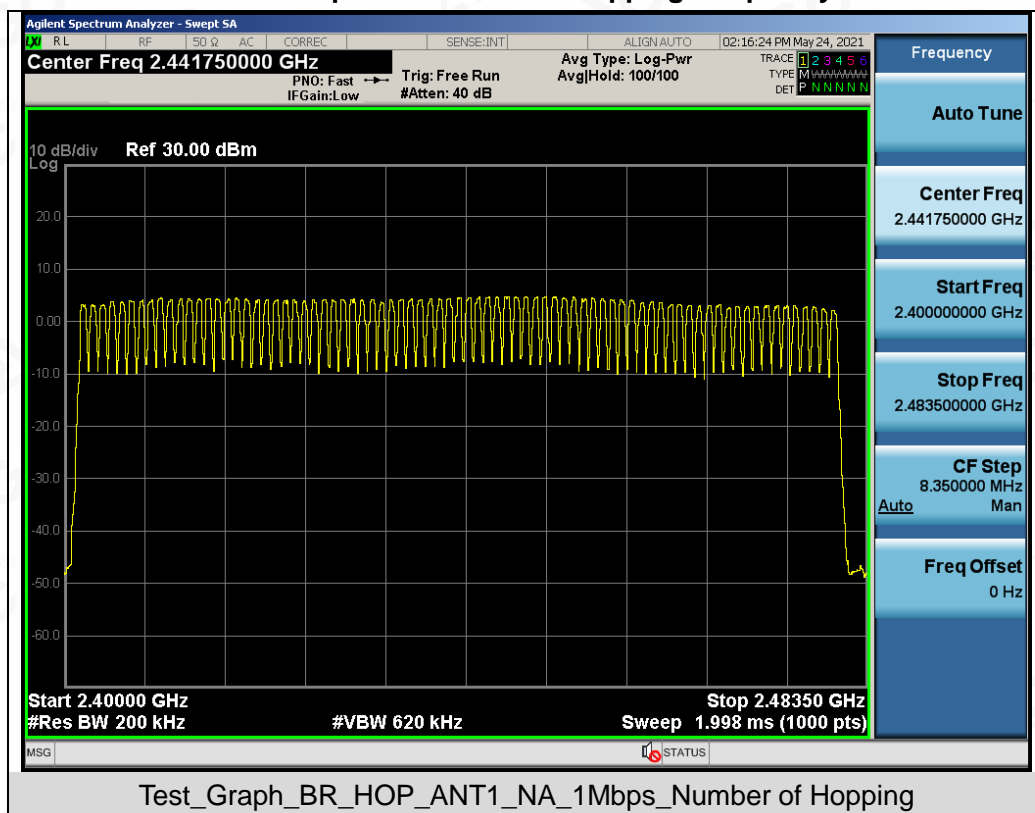 Agilent Spectrum Analyzer - Swept SA
LXI RL RF 50 Ω AC CORREC SENSE:INT ALIGN AUTO 02:16:24 PM May 24, 2021
Center Freq 2.441750000 GHz
PNO: Fast
IFGain:Low
Trig: Free Run
#Atten: 40 dB
Avg Type: Log-Pwr
Avg|Hold: 100/100
TRACE 1 2 3 4 5 6
TYPE M
DET P N N N N N
10 dB/div Ref 30.00 dBm
Log
20.0
10.0
0.00
-10.0
-20.0
-30.0
-40.0
-50.0
-60.0
Start 2.40000 GHz Stop 2.48350 GHz
#Res BW 200 kHz #VBW 620 kHz Sweep 1.998 ms (1000 pts)
MSG STATUS
Frequency
Auto Tune
Center Freq
2.441750000 GHz
Start Freq
2.400000000 GHz
Stop Freq
2.483500000 GHz
CF Step
8.350000 MHz
Auto Man
Freq Offset
0 Hz
Test_Graph_BR_HOP_ANT1_NA_1Mbps_Number of Hopping